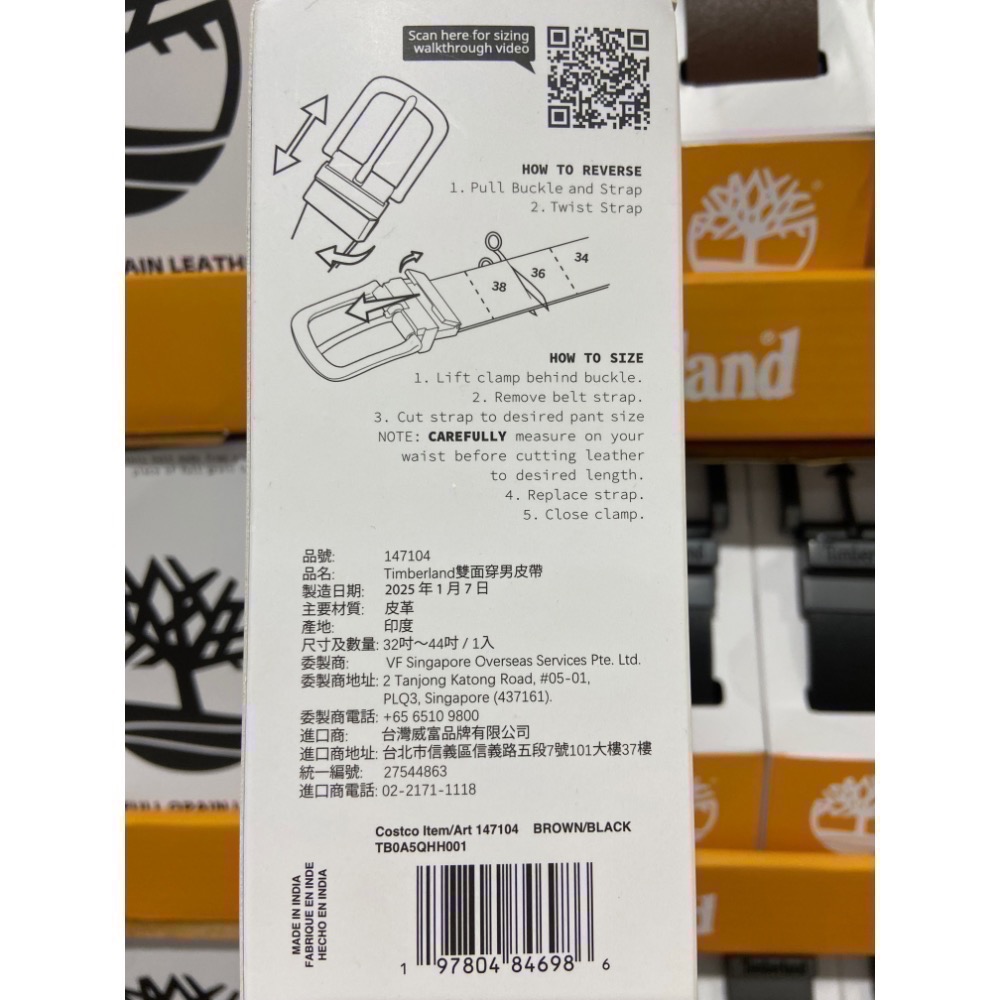 Scan here for sizing
walkthrough video
HOW TO REVERSE
1. Pull Buckle and Strap
2. Twist Strap
38
36
34
HOW TO SIZE
1. Lift clamp behind buckle.
2. Remove belt strap.
3. Cut strap to desired pant size
NOTE: CAREFULLY measure on your
waist before cutting leather
to desired length.
4. Replace strap.
5. Close clamp.
品號: 147104
品名: Timberland雙面穿男皮帶
製造日期: 2025 年 1 月 7 日
主要材質: 皮革
產地: 印度
尺寸及數量: 32吋～44吋 / 1入
委製商: VF Singapore Overseas Services Pte. Ltd.
委製商地址: 2 Tanjong Katong Road, #05-01,
PLQ3, Singapore (437161).
委製商電話: +65 6510 9800
進口商: 台灣威富品牌有限公司
進口商地址: 台北市信義區信義路五段7號101大樓37樓
統一編號: 27544863
進口商電話: 02-2171-1118
Costco Item/Art 147104 BROWN/BLACK
TB0A5QHH001
MADE IN INDIA
FABRIQUE EN INDE
HECHO EN INDIA
1 97804 84698 6
AIN LEATH
land
Timberland